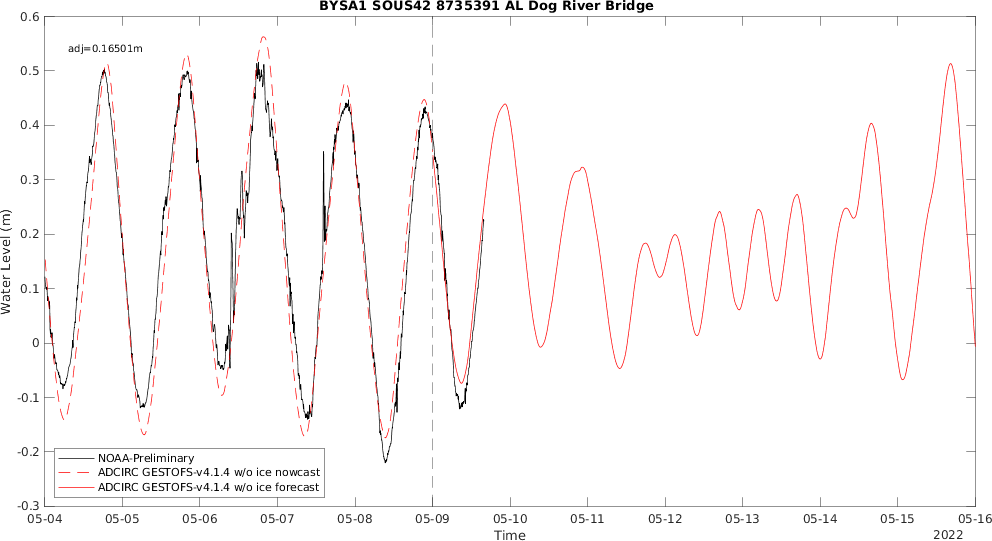 BYSA1 SOUS42 8735391 AL Dog River Bridge
adj=0.16501m
0.6
0.5
0.4
0.3
0.2
0.1
0
-0.1
-0.2
-0.3
Water Level (m)
NOAA-Preliminary
ADCIRC GESTOFS-v4.1.4 w/o ice nowcast
ADCIRC GESTOFS-v4.1.4 w/o ice forecast
05-04 05-05 05-06 05-07 05-08 05-09 05-10 05-11 05-12 05-13 05-14 05-15 05-16
Time
2022